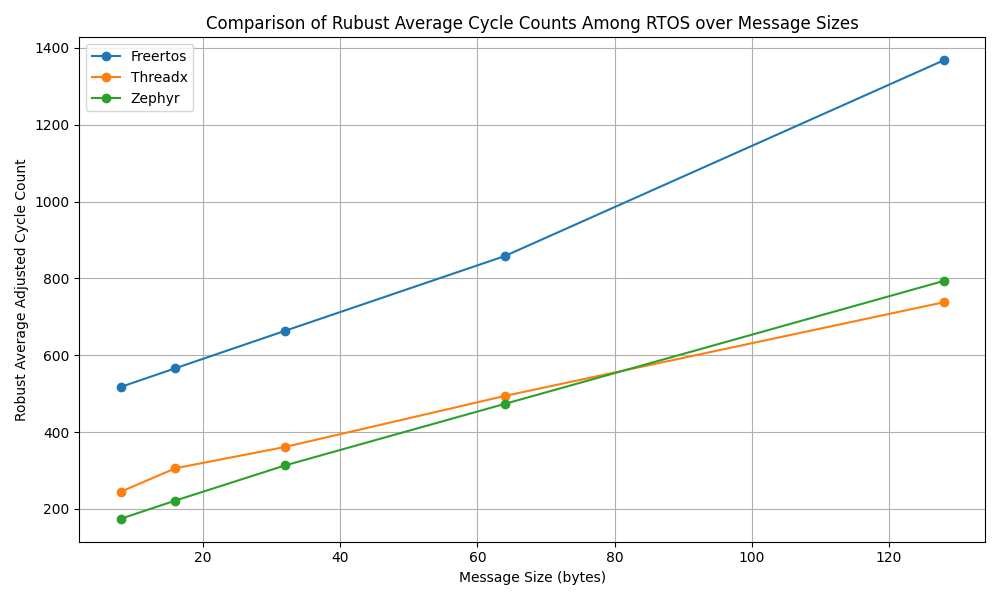 Comparison of Rubust Average Cycle Counts Among RTOS over Message Sizes
Freertos
Threadx
Zephyr
Robust Average Adjusted Cycle Count
1400
1200
1000
800
600
400
200
20 40 60 80 100 120
Message Size (bytes)